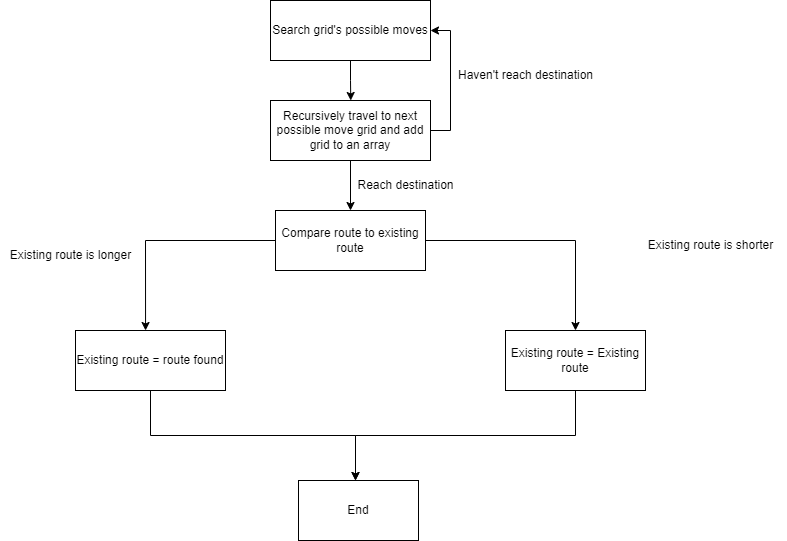 Search grid's possible moves
Haven't reach destination
Recursively travel to next
possible move grid and add
grid to an array
Reach destination
Compare route to existing
route
Existing route is longer
Existing route is shorter
Existing route = route found
Existing route = Existing
route
End